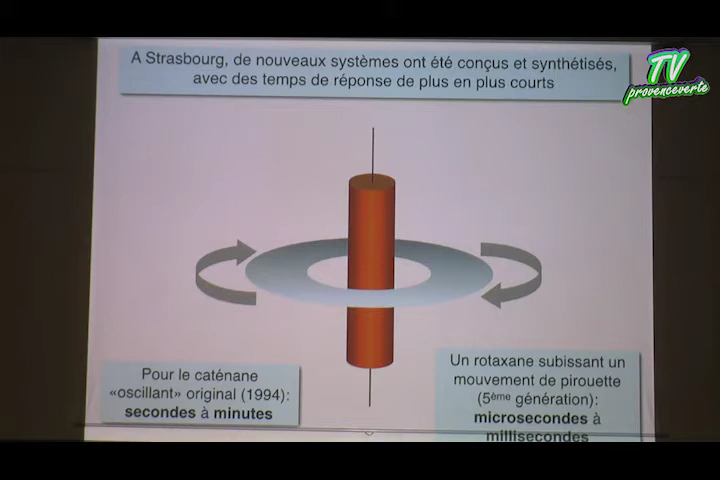 A Strasbourg, de nouveaux systèmes ont été conçus et synthétisés,
avec des temps de réponse de plus en plus courts
TV
provenceverte
Pour le caténane
«oscillant» original (1994):
secondes à minutes
Un rotaxane subissant un
mouvement de pirouette
(5ème génération):
microsecondes à
millisecondes